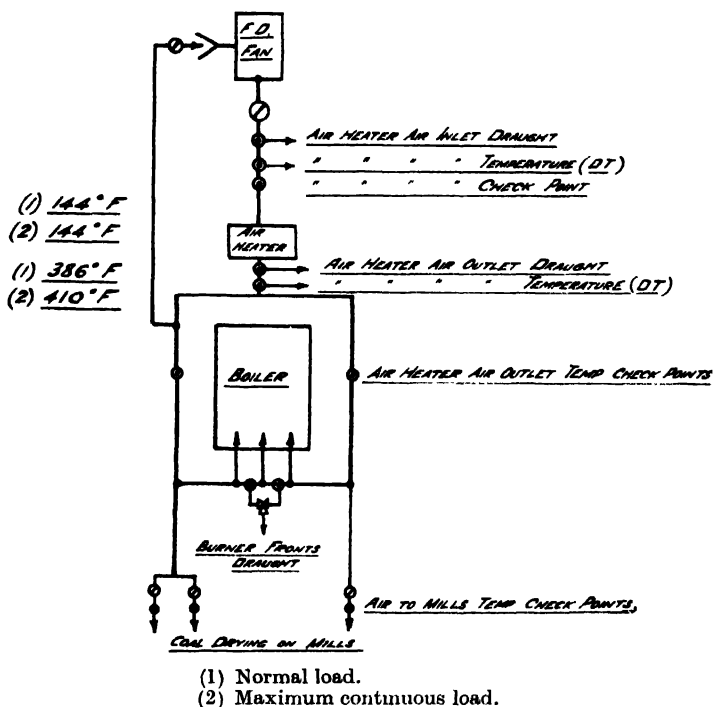 F.D.
FAN
AIR HEATER AIR INLET DRAUGHT
" " " " TEMPERATURE (DT)
" " " " CHECK POINT
(1) 144°F
(2) 144°F
AIR
HEATER
(1) 386°F
(2) 410°F
AIR HEATER AIR OUTLET DRAUGHT
" " " " TEMPERATURE (DT)
BOILER
AIR HEATER AIR OUTLET TEMP CHECK POINTS
BURNER FRONTS
DRAUGHT
AIR TO MILLS TEMP CHECK POINTS,
COAL DRYING ON MILLS
(1) Normal load.
(2) Maximum continuous load.